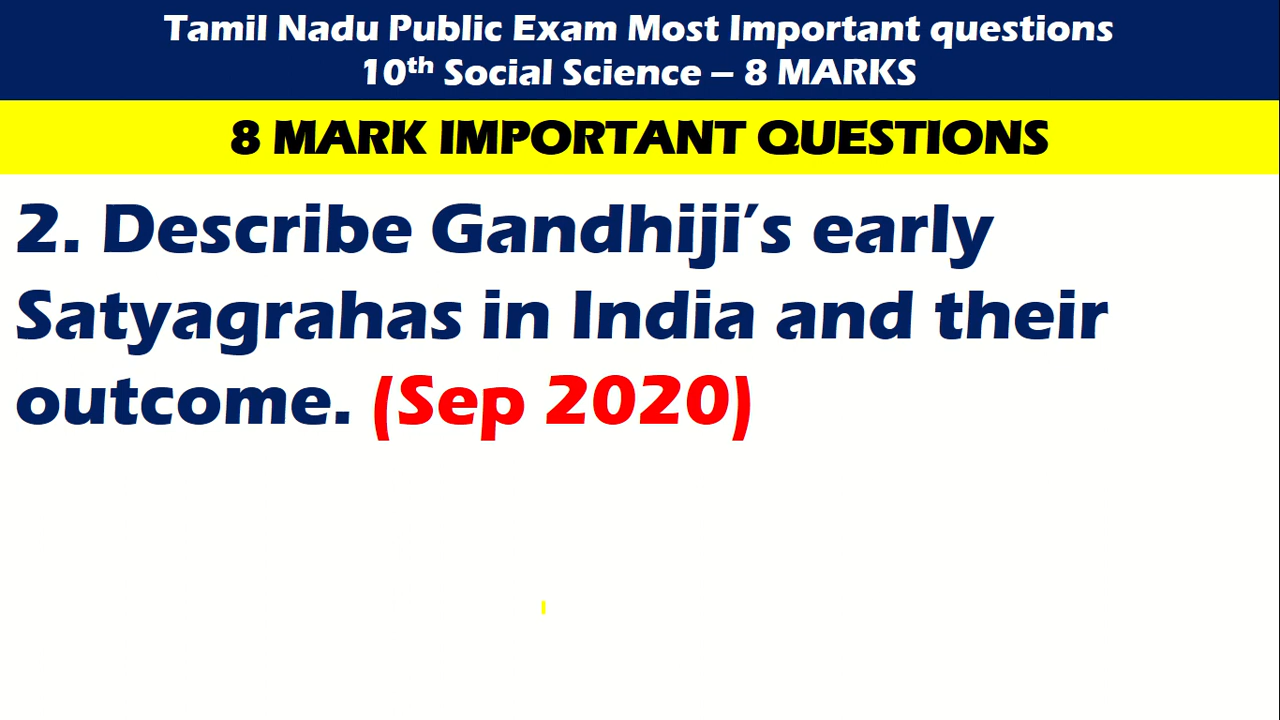 Tamil Nadu Public Exam Most Important questions
10th Social Science – 8 MARKS
8 MARK IMPORTANT QUESTIONS
2. Describe Gandhiji’s early
Satyagrahas in India and their
outcome. (Sep 2020)